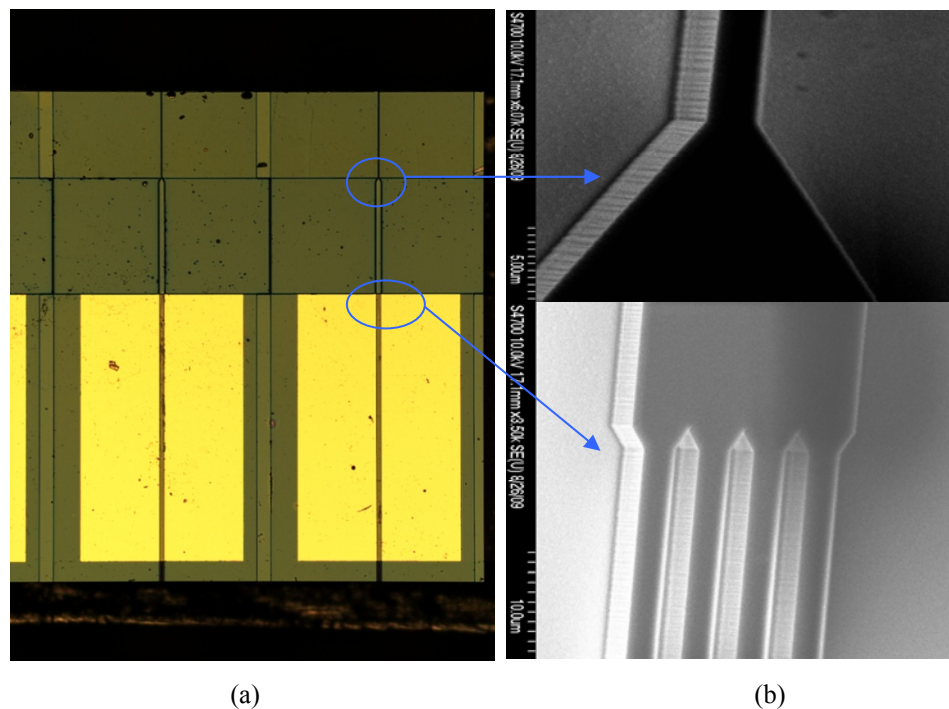 S4700 10.0kV 17.1mm x6.07k SE(U) 8/26/09
5.00um
S4700 10.0kV 17.1mm x3.50k SE(U) 8/26/09
10.0um
(a)
(b)